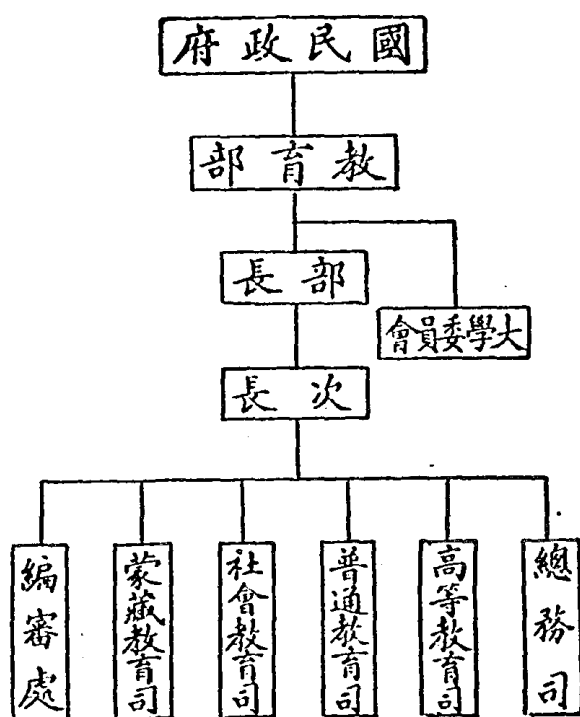 國民政府
教育部
部長
大學委員會
次長
總務司
高等教育司
普通教育司
社會教育司
蒙藏教育司
編審處